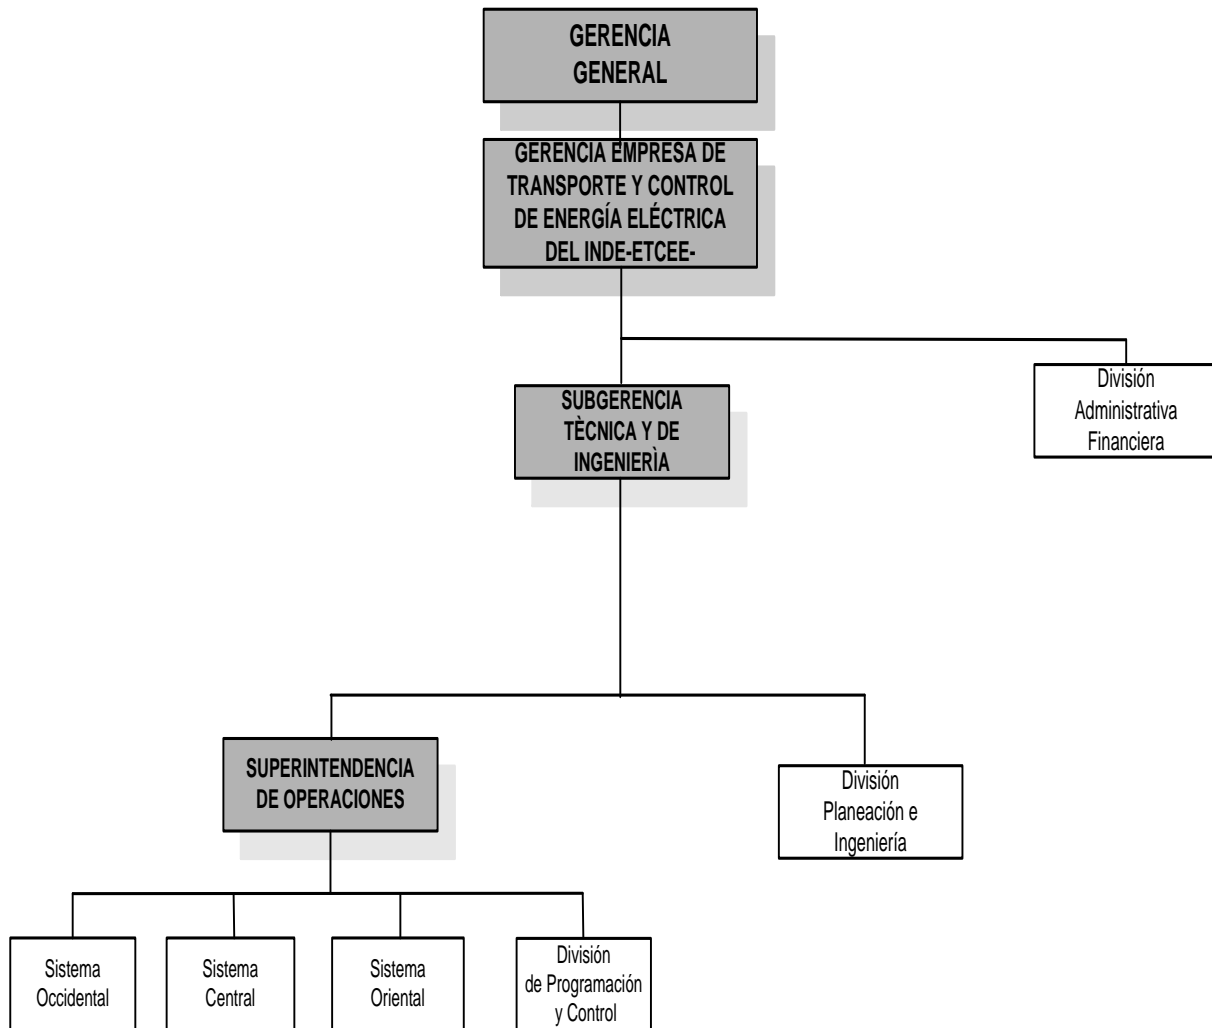 GERENCIA
GENERAL
GERENCIA EMPRESA DE
TRANSPORTE Y CONTROL
DE ENERGÍA ELÉCTRICA
DEL INDE-ETCEE-
División
Administrativa
Financiera
SUBGERENCIA
TÈCNICA Y DE
INGENIERÌA
SUPERINTENDENCIA
DE OPERACIONES
División
Planeación e
Ingeniería
Sistema
Occidental
Sistema
Central
Sistema
Oriental
División
de Programación
y Control